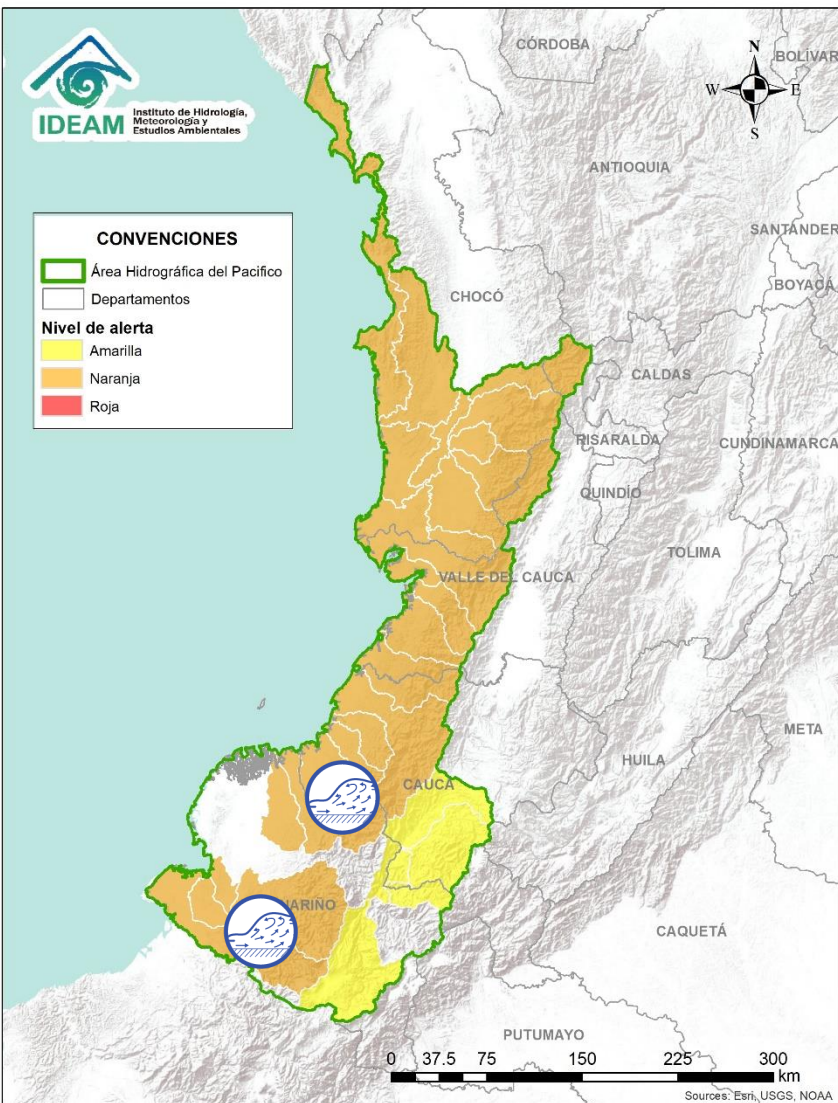 IDEAM
Instituto de Hidrología,
Meteorología y
Estudios Ambientales
CÓRDOBA
BOLÍVAR
N
W
E
S
ANTIOQUIA
SANTANDER
BOYACÁ
CHOCÓ
CONVENCIONES
Área Hidrográfica del Pacifico
Departamentos
Nivel de alerta
Amarilla
Naranja
Roja
CALDAS
RISARALDA
CUNDINAMARCA
QUINDÍO
TOLIMA
VALLE DEL CAUCA
META
HUILA
CAUCA
NARIÑO
CAQUETÁ
PUTUMAYO
0 37.5 75 150 225 300
km
Sources: Esri, USGS, NOAA